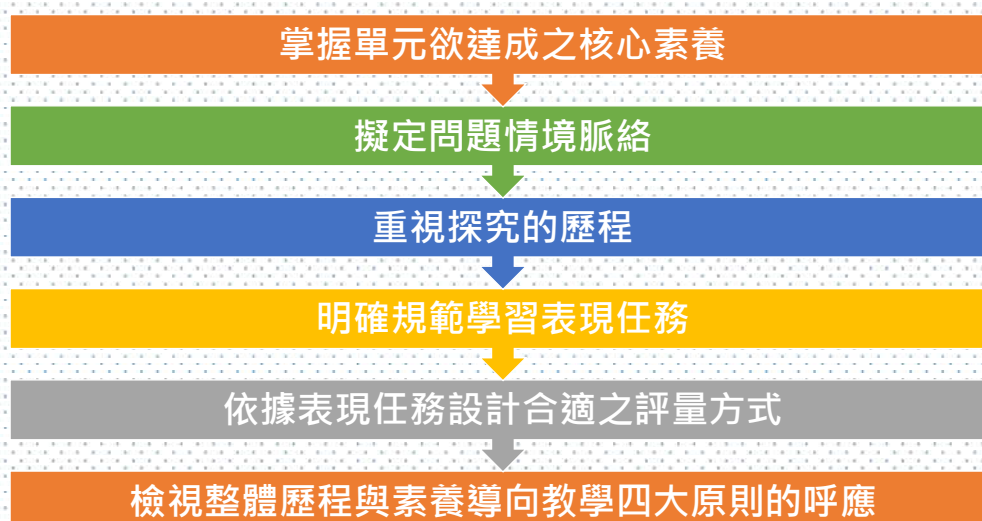 掌握單元欲達成之核心素養
擬定問題情境脈絡
重視探究的歷程
明確規範學習表現任務
依據表現任務設計合適之評量方式
檢視整體歷程與素養導向教學四大原則的呼應